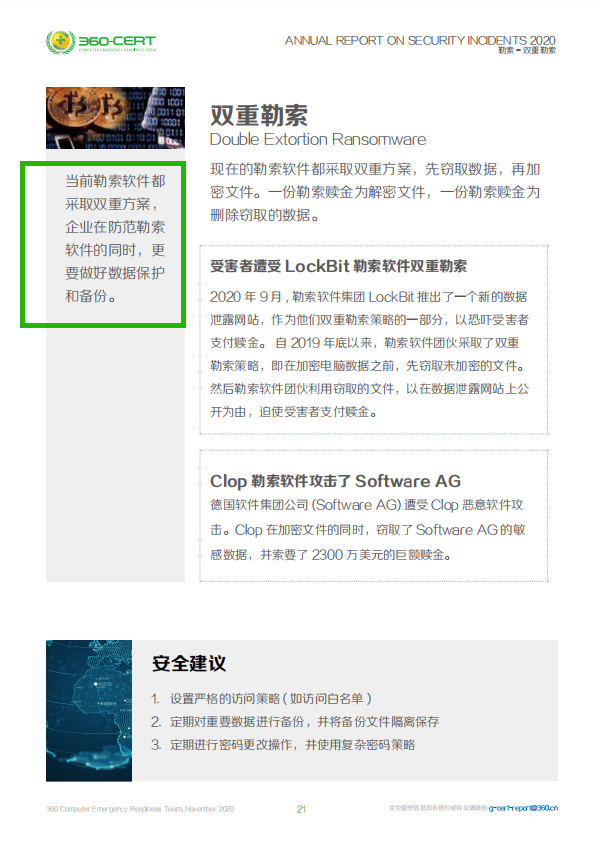 360-CERT
COMPUTER EMERGENCY READINESS TEAM
ANNUAL REPORT ON SECURITY INCIDENTS 2020
勒索 - 双重勒索
双重勒索
Double Extortion Ransomware
现在的勒索软件都采取双重方案，先窃取数据，再加
密文件。一份勒索赎金为解密文件，一份勒索赎金为
删除窃取的数据。
当前勒索软件都
采取双重方案，
企业在防范勒索
软件的同时，更
要做好数据保护
和备份。
受害者遭受 LockBit 勒索软件双重勒索
2020 年 9 月 , 勒索软件集团 LockBit 推出了一个新的数据
泄露网站，作为他们双重勒索策略的一部分，以恐吓受害者
支付赎金。 自 2019 年底以来，勒索软件团伙采取了双重
勒索策略，即在加密电脑数据之前，先窃取未加密的文件。
然后勒索软件团伙利用窃取的文件，以在数据泄露网站上公
开为由，迫使受害者支付赎金。
Clop 勒索软件攻击了 Software AG
德国软件集团公司 (Software AG) 遭受 Clop 恶意软件攻
击。Clop 在加密文件的同时，窃取了 Software AG 的敏
感数据，并索要了 2300 万美元的巨额赎金。
安全建议
1. 设置严格的访问策略 ( 如访问白名单 )
2. 定期对重要数据进行备份，并将备份文件隔离保存
3. 定期进行密码更改操作，并使用复杂密码策略
360 Computer Emergency Readiness Team, November 2020
21
g-cert-report@360.cn